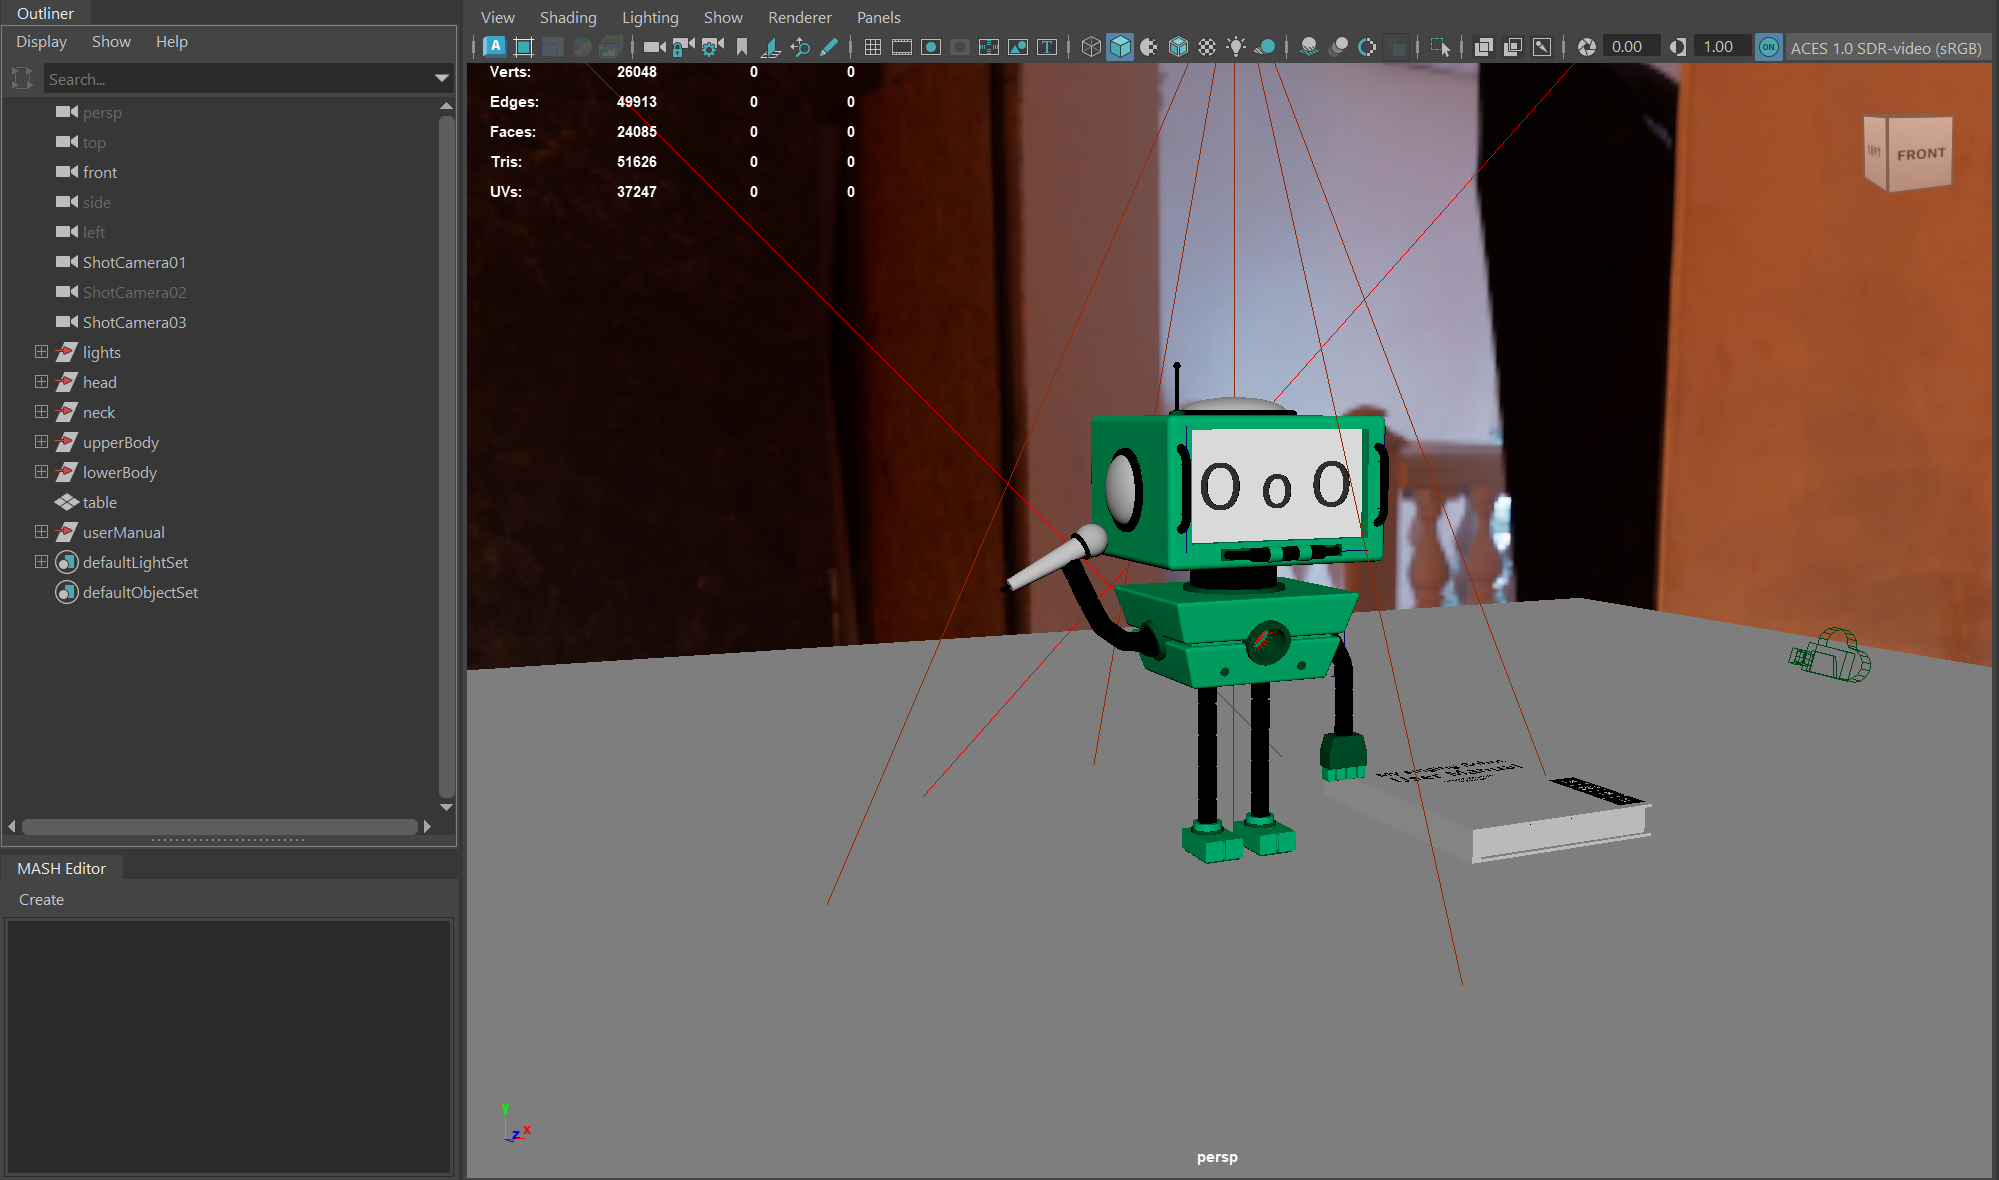 Outliner
Display Show Help
Search...
persp
top
front
side
left
ShotCamera01
ShotCamera02
ShotCamera03
lights
head
neck
upperBody
lowerBody
table
userManual
defaultLightSet
defaultObjectSet
MASH Editor
Create
View Shading Lighting Show Renderer Panels
A T 0.00 1.00 ON ACES 1.0 SDR-video (sRGB)
Verts: 26048 0 0
Edges: 49913 0 0
Faces: 24085 0 0
Tris: 51626 0 0
UVs: 37247 0 0
LEFT FRONT
O o O
User Manual
y
z x
persp